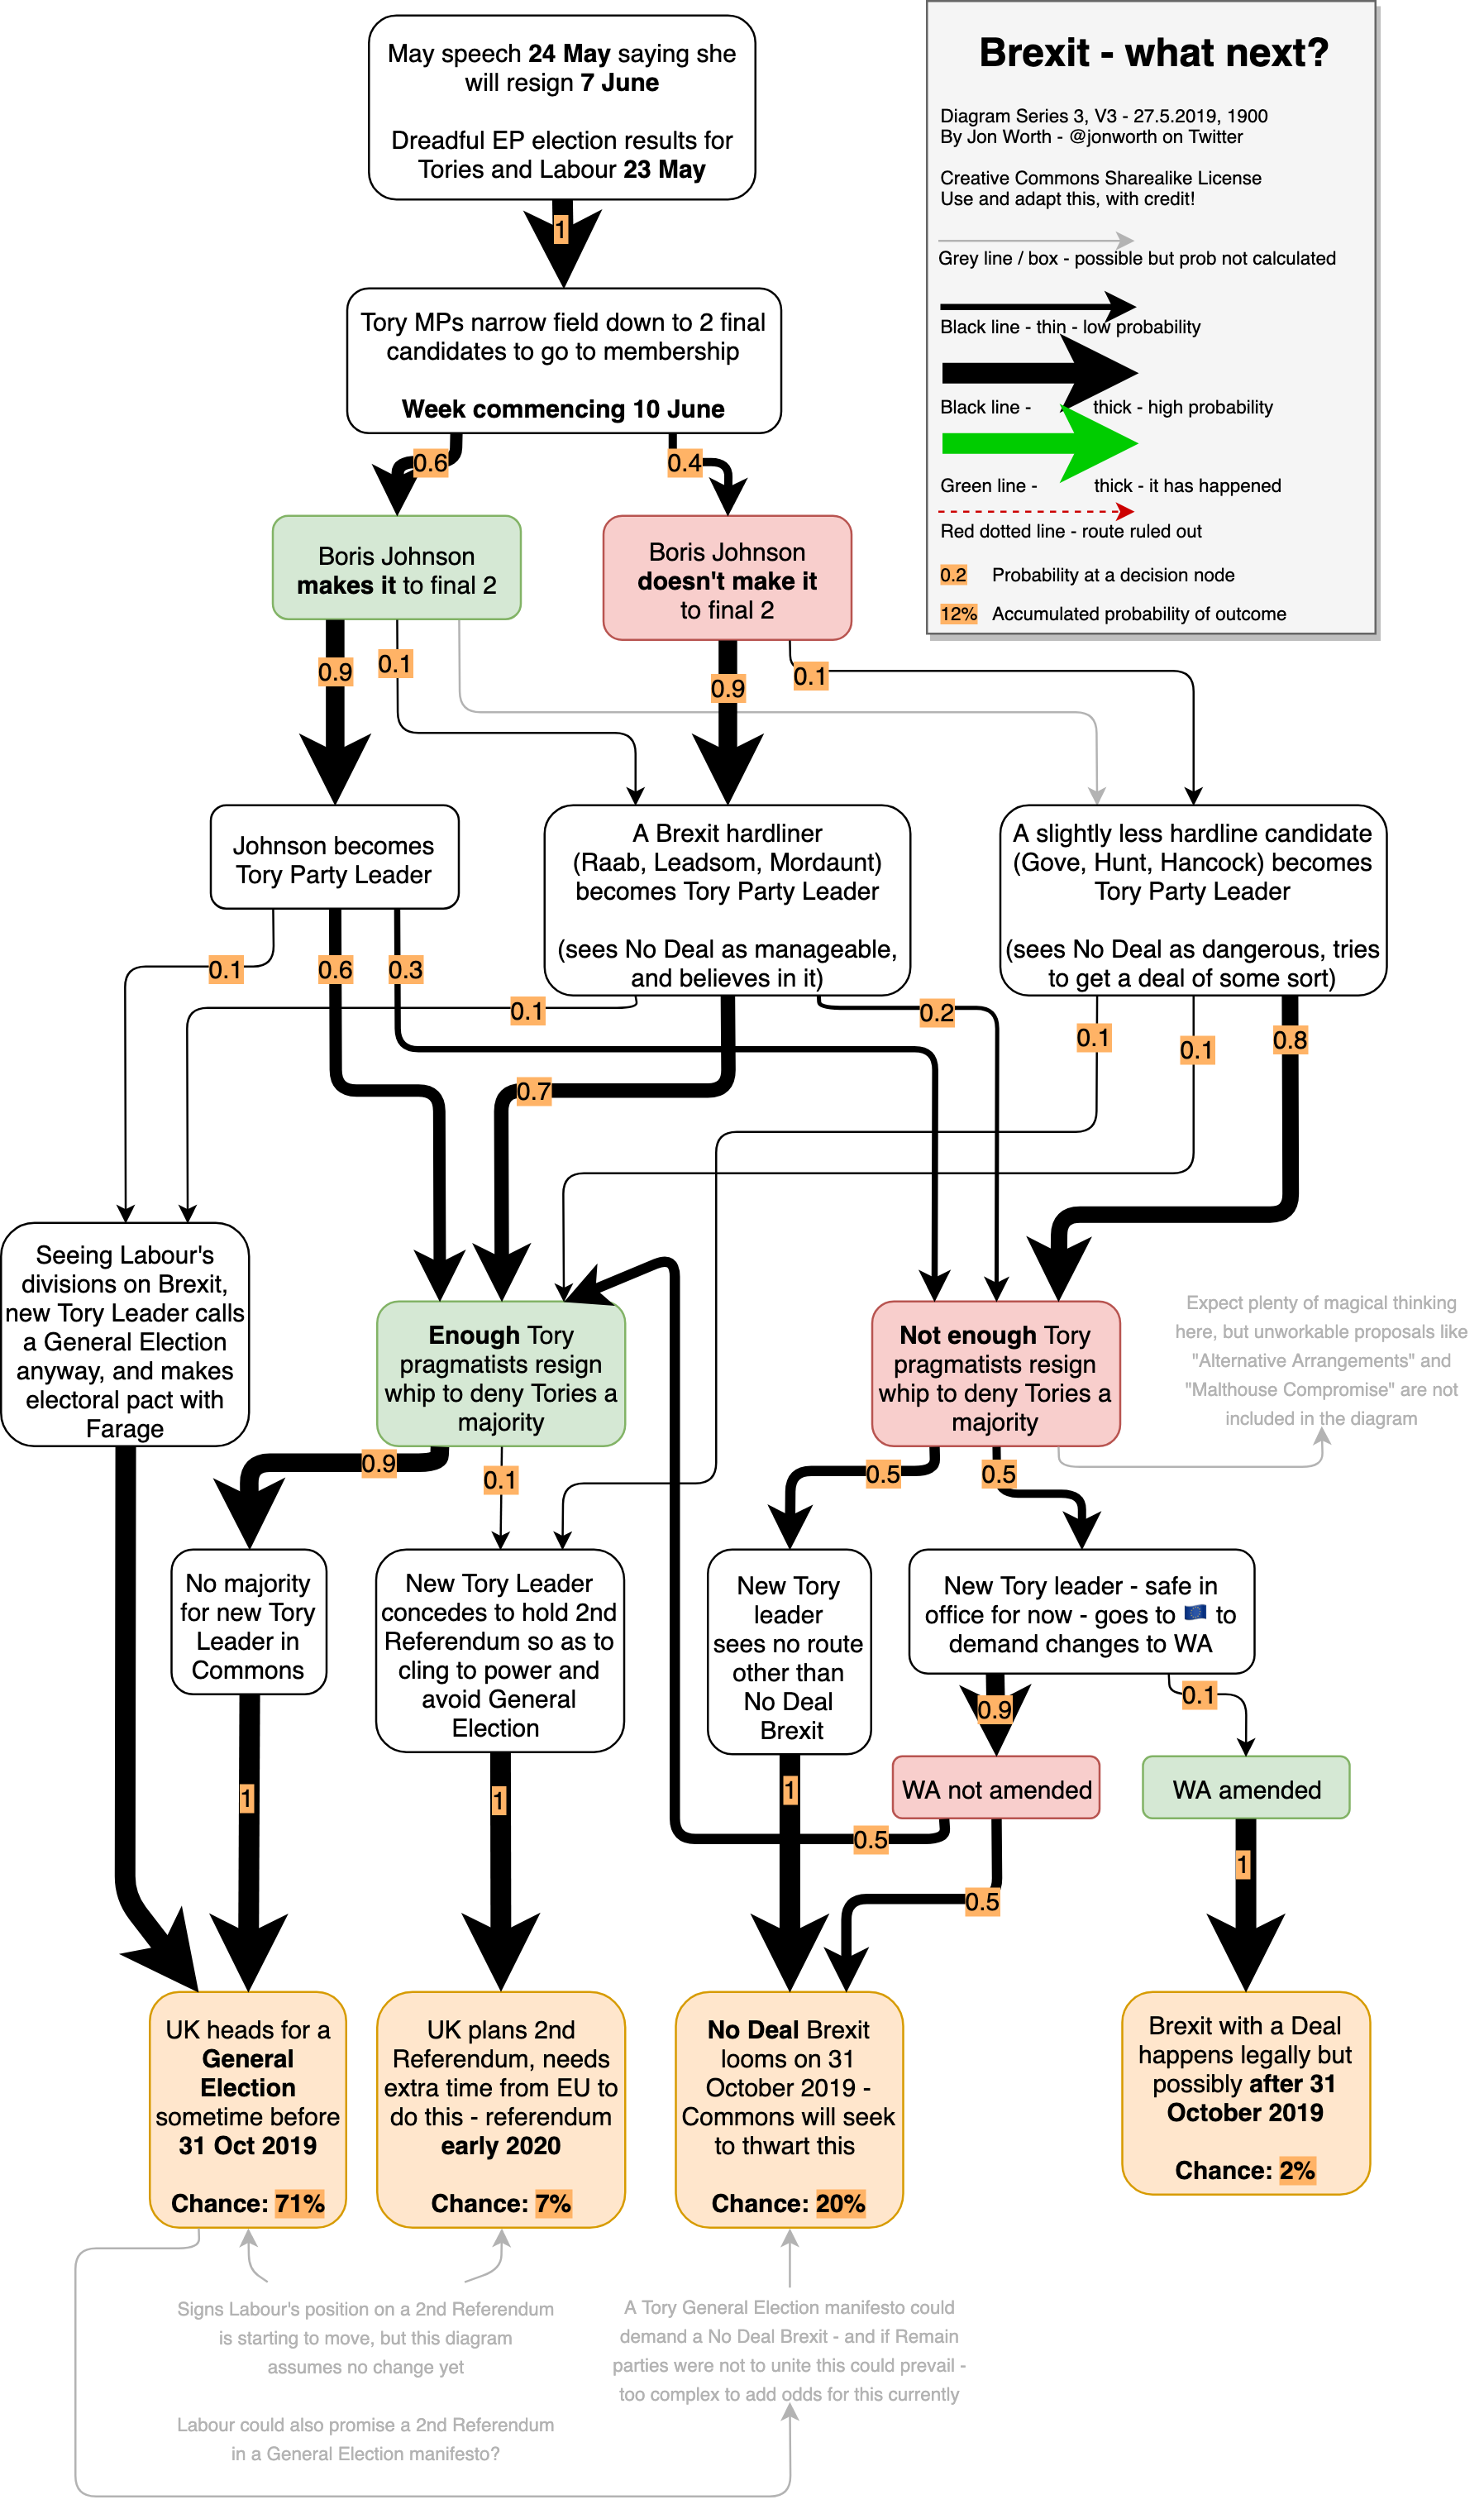 May speech 24 May saying she
will resign 7 June
Dreadful EP election results for
Tories and Labour 23 May
Brexit - what next?
Diagram Series 3, V3 - 27.5.2019, 1900
By Jon Worth - @jonworth on Twitter
Creative Commons Sharealike License
Use and adapt this, with credit!
Grey line / box - possible but prob not calculated
Black line - thin - low probability
Black line - thick - high probability
Green line - thick - it has happened
Red dotted line - route ruled out
0.2 Probability at a decision node
12% Accumulated probability of outcome
1
Tory MPs narrow field down to 2 final
candidates to go to membership
Week commencing 10 June
0.6
0.4
Boris Johnson
makes it to final 2
Boris Johnson
doesn't make it
to final 2
0.9
0.1
0.9
0.1
Johnson becomes
Tory Party Leader
A Brexit hardliner
(Raab, Leadsom, Mordaunt)
becomes Tory Party Leader
(sees No Deal as manageable,
and believes in it)
A slightly less hardline candidate
(Gove, Hunt, Hancock) becomes
Tory Party Leader
(sees No Deal as dangerous, tries
to get a deal of some sort)
0.1
0.6
0.3
0.1
0.7
0.2
0.1
0.1
0.8
Seeing Labour's
divisions on Brexit,
new Tory Leader calls
a General Election
anyway, and makes
electoral pact with
Farage
Enough Tory
pragmatists resign
whip to deny Tories a
majority
Not enough Tory
pragmatists resign
whip to deny Tories a
majority
Expect plenty of magical thinking
here, but unworkable proposals like
"Alternative Arrangements" and
"Malthouse Compromise" are not
included in the diagram
0.9
0.1
0.5
0.5
No majority
for new Tory
Leader in
Commons
New Tory Leader
concedes to hold 2nd
Referendum so as to
cling to power and
avoid General
Election
New Tory
leader
sees no route
other than
No Deal
Brexit
New Tory leader - safe in
office for now - goes to 🇪🇺 to
demand changes to WA
0.9
0.1
WA not amended
WA amended
1
1
1
0.5
0.5
1
UK heads for a
General
Election
sometime before
31 Oct 2019
Chance: 71%
UK plans 2nd
Referendum, needs
extra time from EU to
do this - referendum
early 2020
Chance: 7%
No Deal Brexit
looms on 31
October 2019 -
Commons will seek
to thwart this
Chance: 20%
Brexit with a Deal
happens legally but
possibly after 31
October 2019
Chance: 2%
Signs Labour's position on a 2nd Referendum
is starting to move, but this diagram
assumes no change yet
Labour could also promise a 2nd Referendum
in a General Election manifesto?
A Tory General Election manifesto could
demand a No Deal Brexit - and if Remain
parties were not to unite this could prevail -
too complex to add odds for this currently